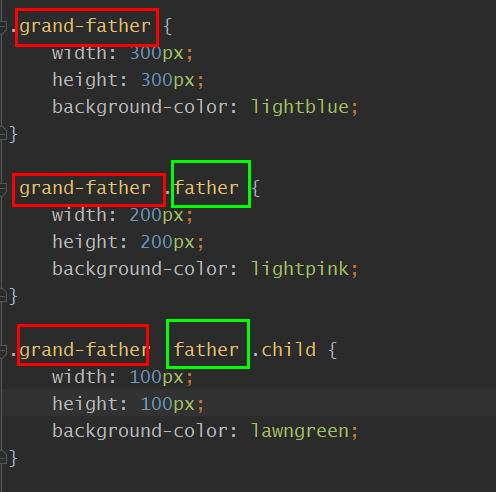 .grand-father {
width: 300px;
height: 300px;
background-color: lightblue;
}
grand-father .father {
width: 200px;
height: 200px;
background-color: lightpink;
}
.grand-father father .child {
width: 100px;
height: 100px;
background-color: lawngreen;
}